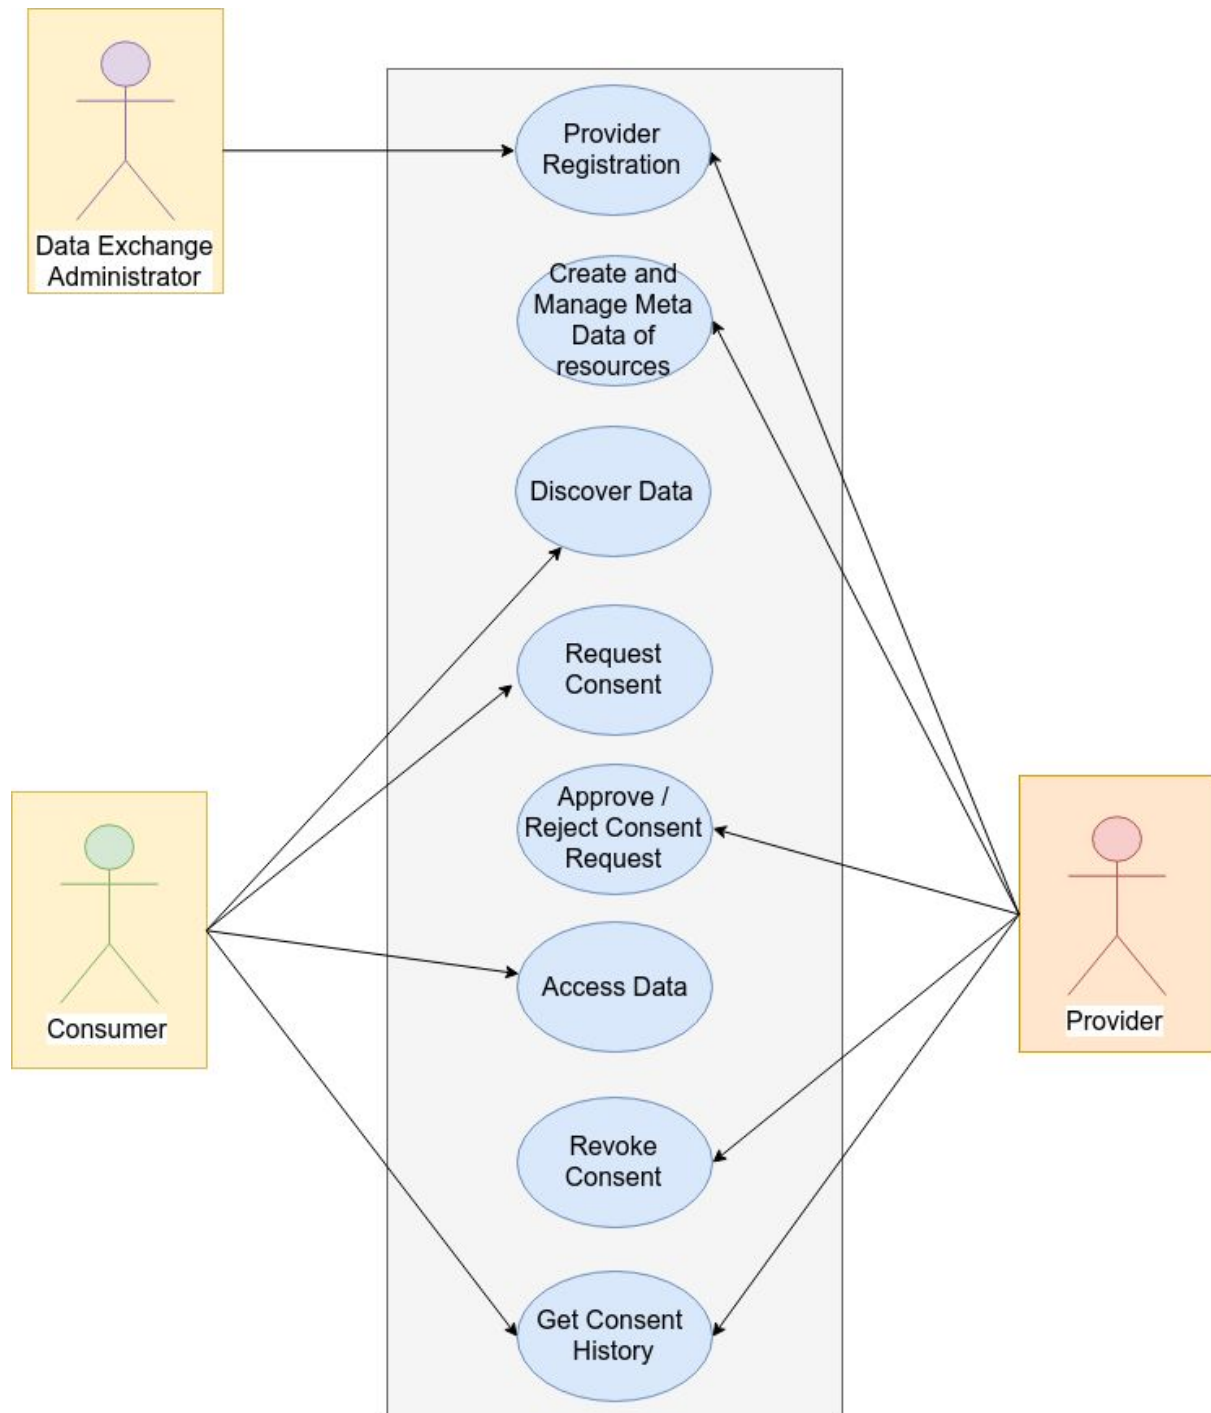 Data Exchange
Administrator
Provider
Registration
Create and
Manage Meta
Data of
resources
Discover Data
Request
Consent
Approve /
Reject Consent
Request
Access Data
Revoke
Consent
Get Consent
History
Consumer
Provider